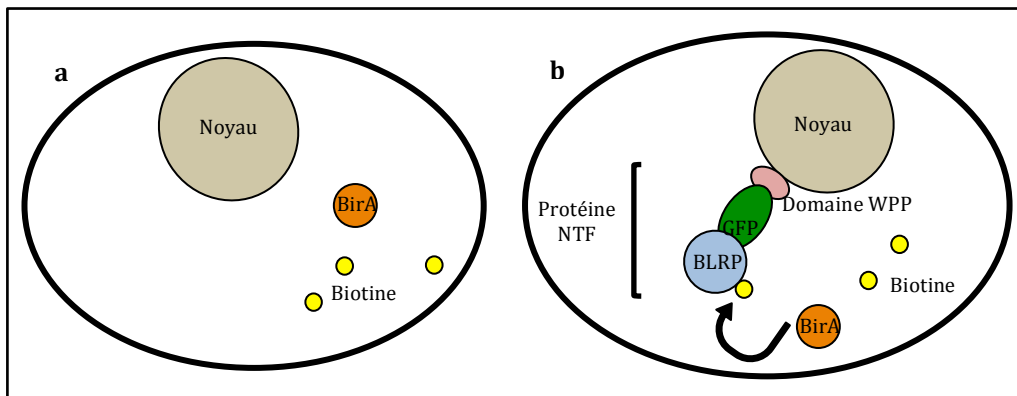 a
Noyau
BirA
Biotine
b
Noyau
Domaine WPP
Protéine
NTF
GFP
BLRP
Biotine
BirA